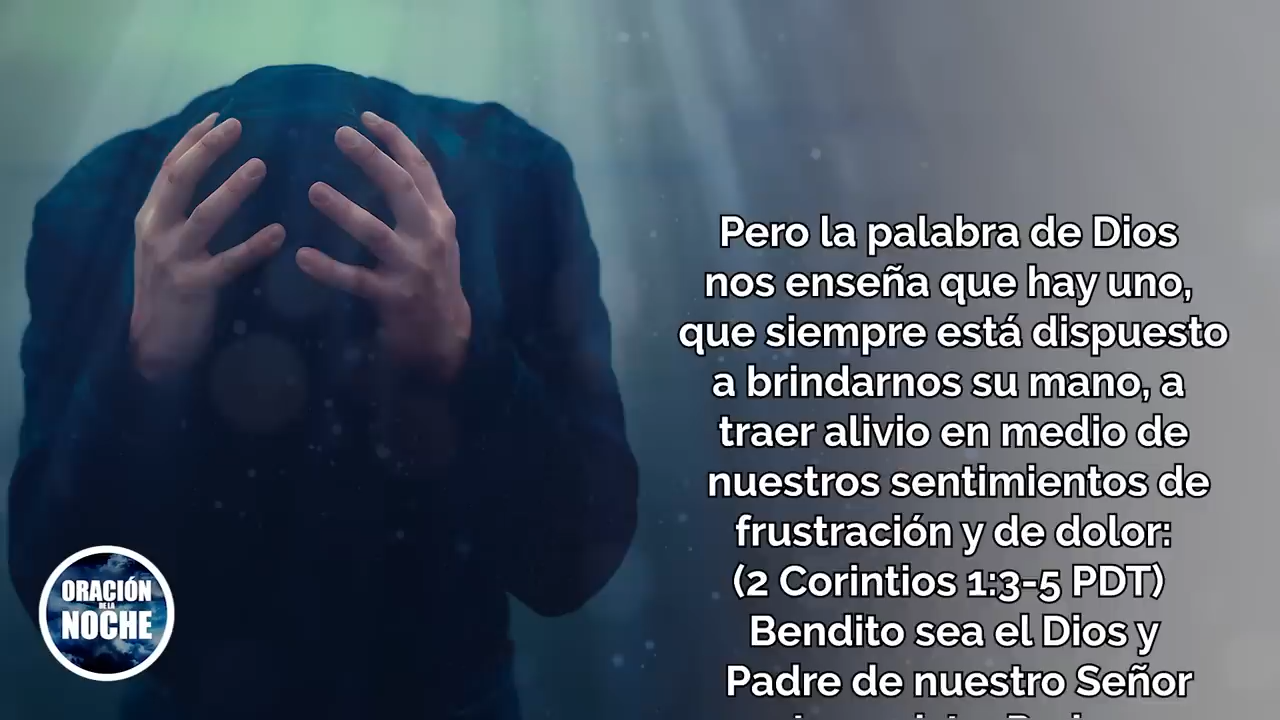 Pero la palabra de Dios
nos enseña que hay uno,
que siempre está dispuesto
a brindarnos su mano, a
traer alivio en medio de
nuestros sentimientos de
frustración y de dolor:
(2 Corintios 1:3-5 PDT)
Bendito sea el Dios y
Padre de nuestro Señor
ORACIÓN
DE LA
NOCHE